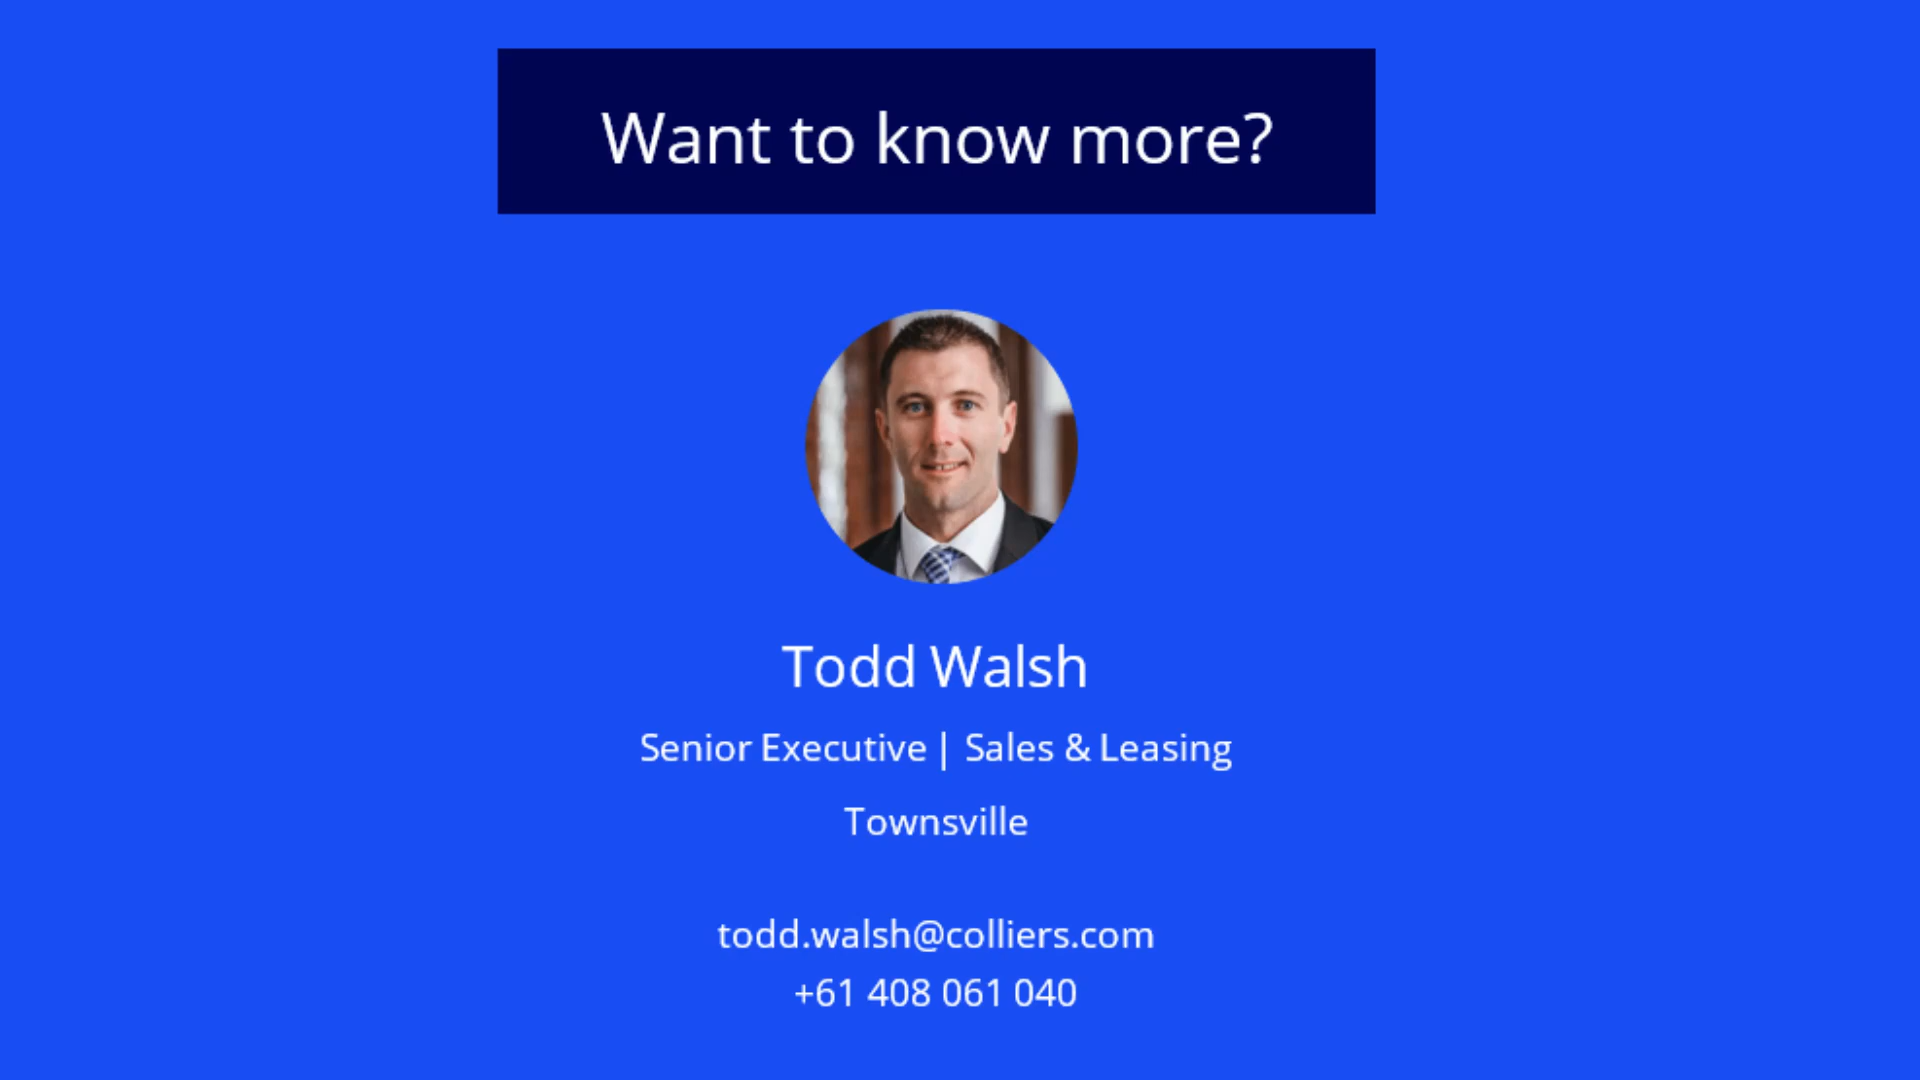 Want to know more?
Todd Walsh
Senior Executive | Sales & Leasing
Townsville
todd.walsh@colliers.com
+61 408 061 040